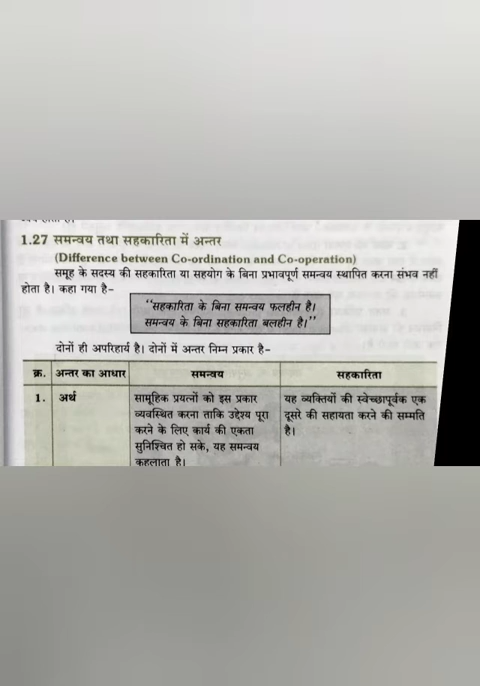 1.27 समन्वय तथा सहकारिता में अन्तर
(Difference between Co-ordination and Co-operation)
समूह के सदस्य की सहकारिता या सहयोग के बिना प्रभावपूर्ण समन्वय स्थापित करना संभव नहीं
होता है। कहा गया है–
"सहकारिता के बिना समन्वय फलहीन है।
समन्वय के बिना सहकारिता बलहीन है।"
दोनों ही अपरिहार्य है। दोनों में अन्तर निम्न प्रकार है–
क्र. अन्तर का आधार समन्वय सहकारिता
1. अर्थ सामूहिक प्रयत्नों को इस प्रकार यह व्यक्तियों की स्वेच्छापूर्वक एक
व्यवस्थित करना ताकि उद्देश्य पूरा दूसरे की सहायता करने की सम्मति
करने के लिए कार्य की एकता है।
सुनिश्चित हो सके, यह समन्वय
कहलाता है।